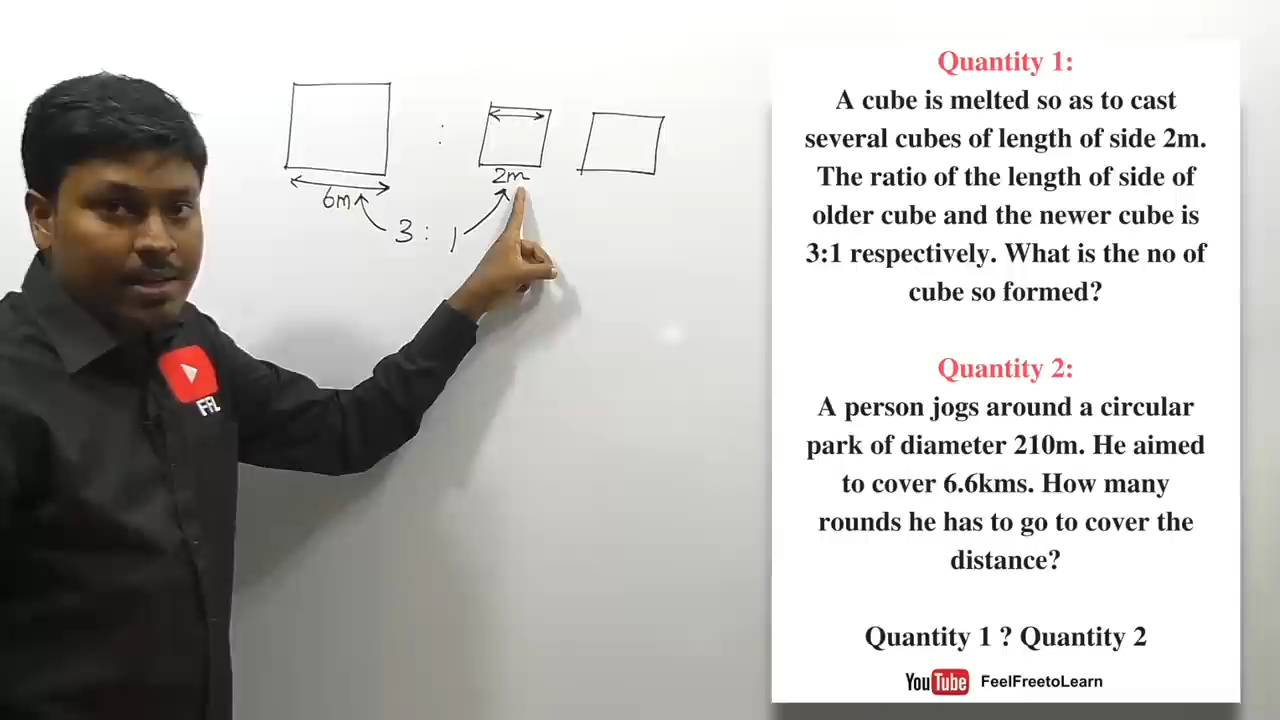 6m
2m
3 : 1
FFL
Quantity 1:
A cube is melted so as to cast
several cubes of length of side 2m.
The ratio of the length of side of
older cube and the newer cube is
3:1 respectively. What is the no of
cube so formed?
Quantity 2:
A person jogs around a circular
park of diameter 210m. He aimed
to cover 6.6kms. How many
rounds he has to go to cover the
distance?
Quantity 1 ? Quantity 2
YouTube FeelFreetoLearn